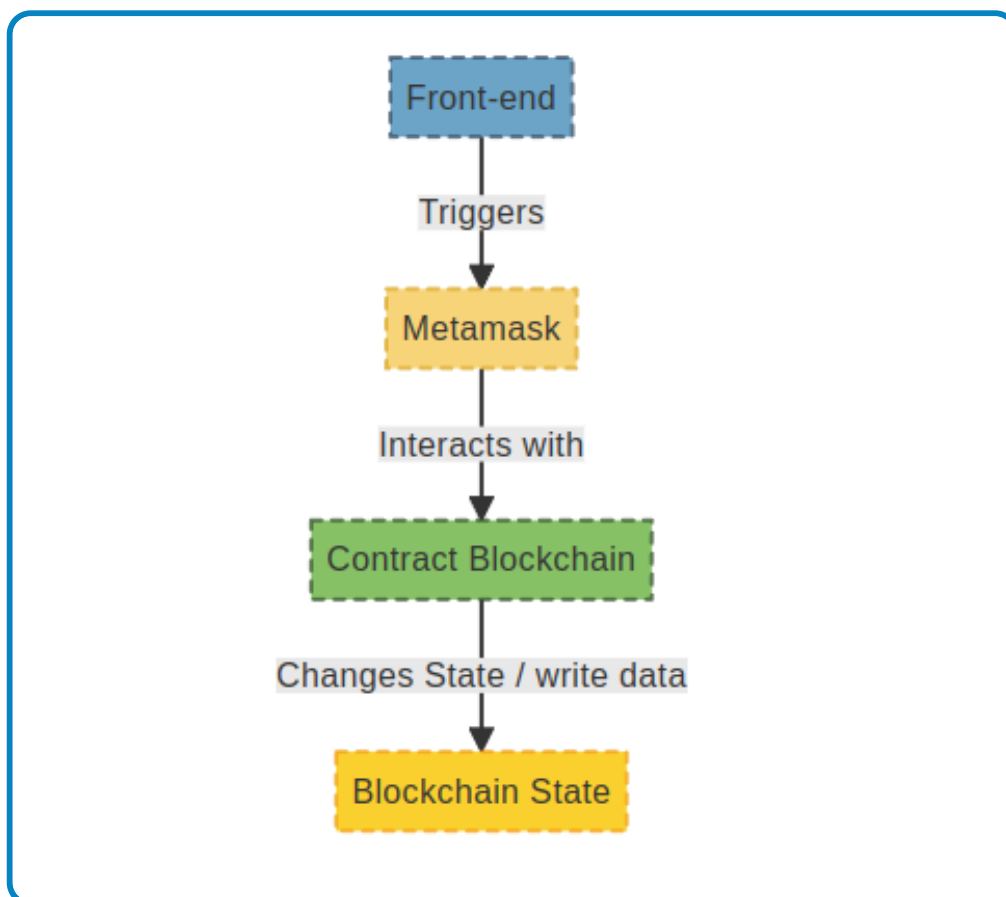 Front-end
Triggers
Metamask
Interacts with
Contract Blockchain
Changes State / write data
Blockchain State